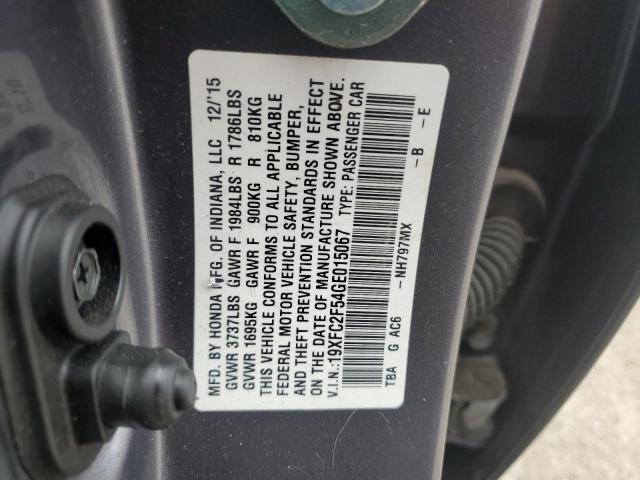 MFD. BY HONDA MFG. OF INDIANA, LLC 12/'15
GVWR 3737LBS GAWR F 1984LBS R 1786LBS
GVWR 1695KG GAWR F 900KG R 810KG
THIS VEHICLE CONFORMS TO ALL APPLICABLE
FEDERAL MOTOR VEHICLE SAFETY, BUMPER,
AND THEFT PREVENTION STANDARDS IN EFFECT
ON THE DATE OF MANUFACTURE SHOWN ABOVE.
V.I.N.:19XFC2F54GE015067 TYPE: PASSENGER CAR
-NH797MX -B -E
TBA G AC6